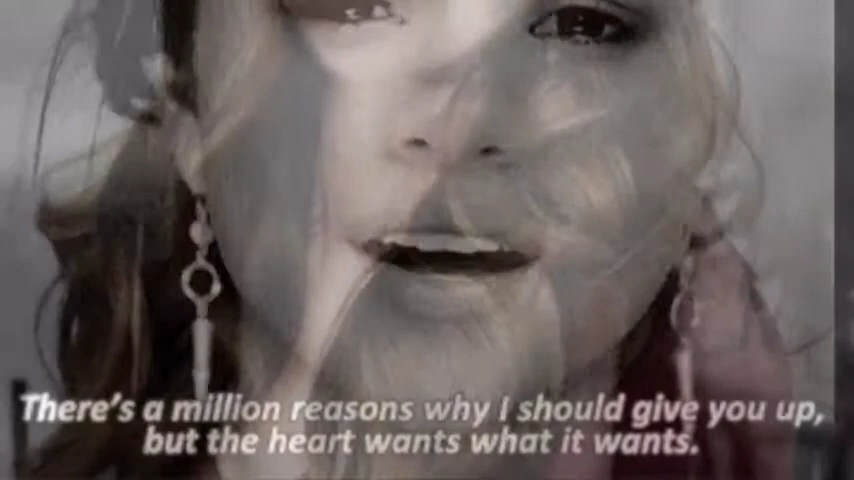 There's a million reasons why I should give you up,
but the heart wants what it wants.